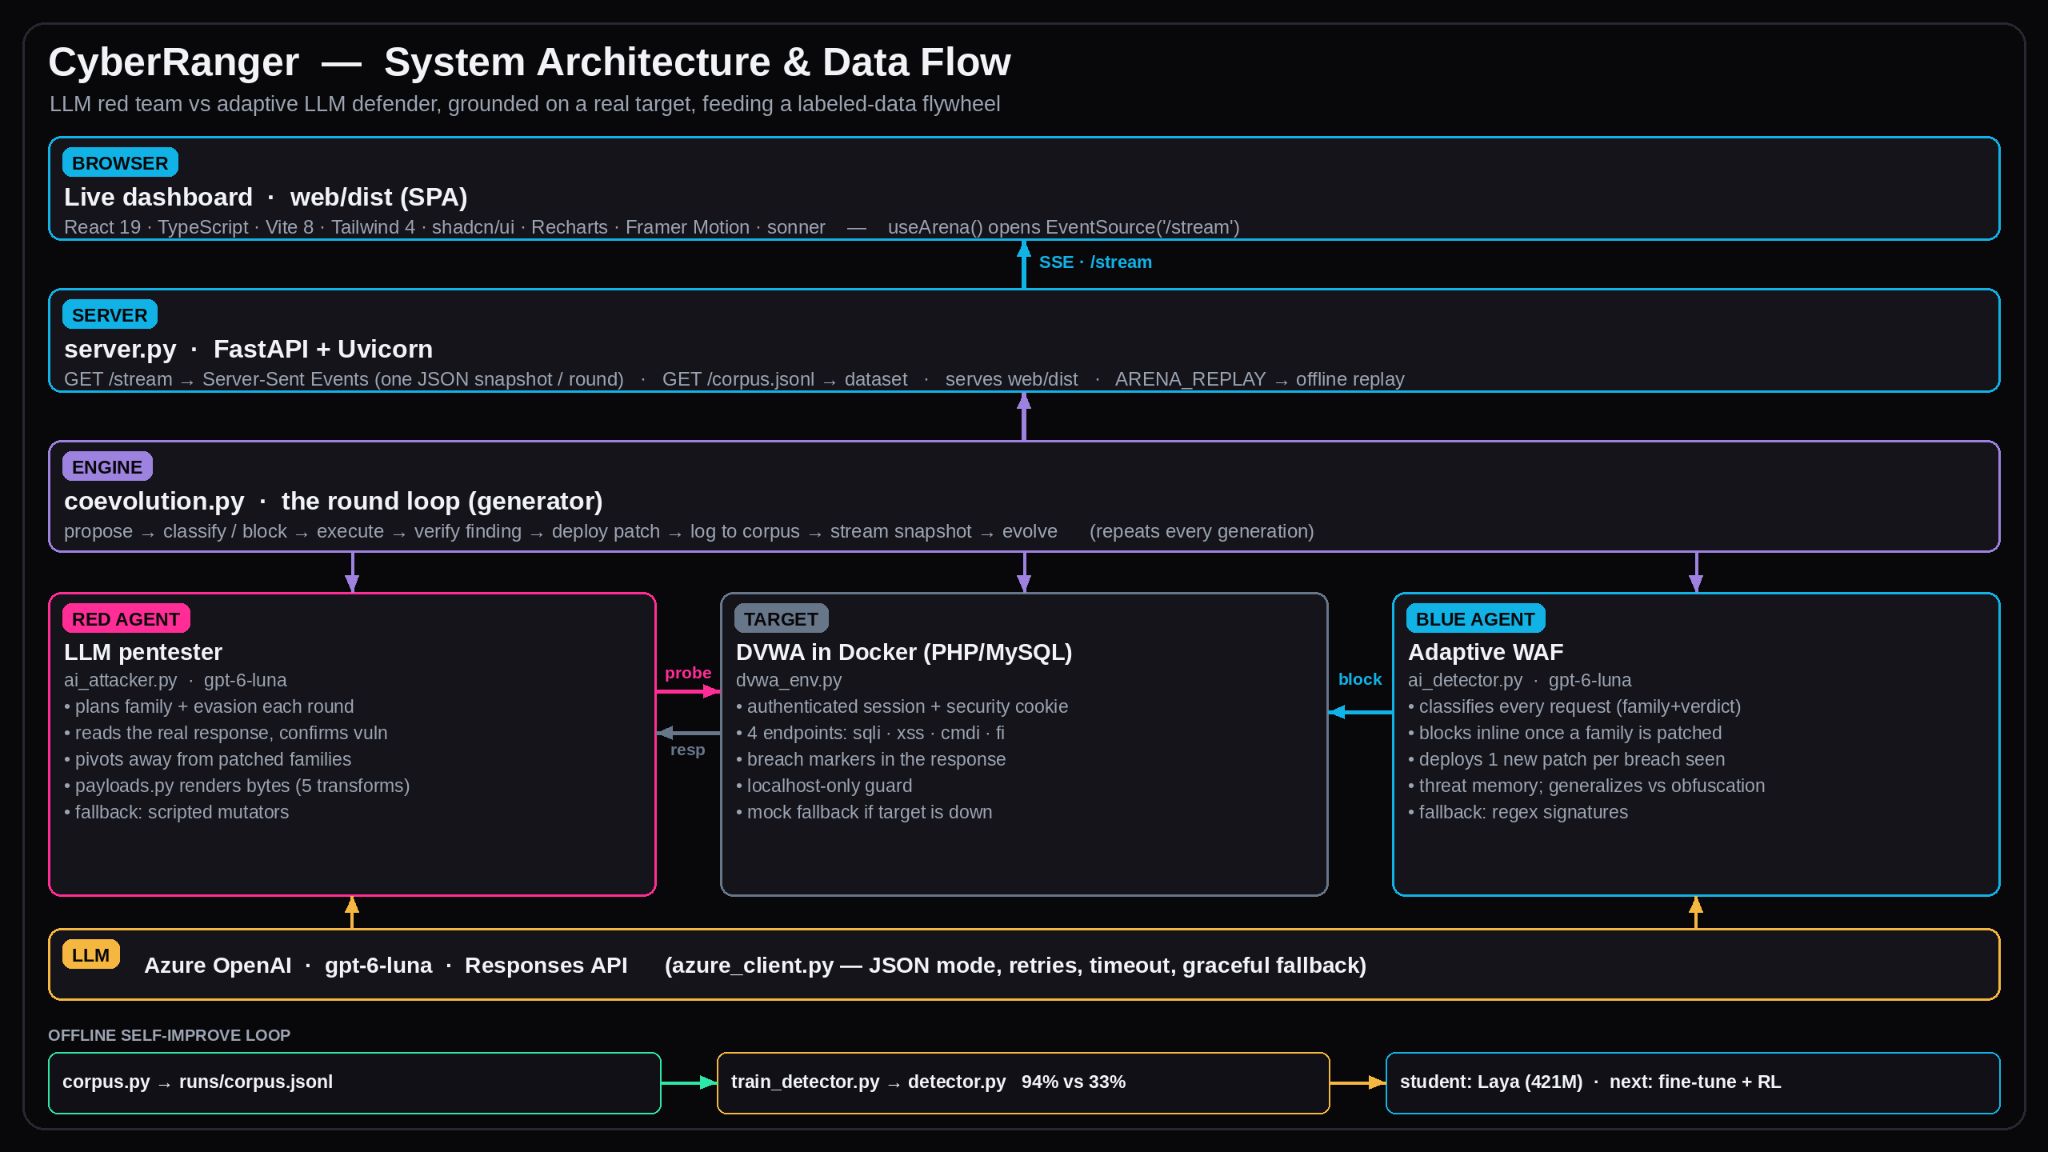 CyberRanger — System Architecture & Data Flow
LLM red team vs adaptive LLM defender, grounded on a real target, feeding a labeled-data flywheel
BROWSER
Live dashboard · web/dist (SPA)
React 19 · TypeScript · Vite 8 · Tailwind 4 · shadcn/ui · Recharts · Framer Motion · sonner — useArena() opens EventSource('/stream')
SSE · /stream
SERVER
server.py · FastAPI + Uvicorn
GET /stream → Server-Sent Events (one JSON snapshot / round) · GET /corpus.jsonl → dataset · serves web/dist · ARENA_REPLAY → offline replay
ENGINE
coevolution.py · the round loop (generator)
propose → classify / block → execute → verify finding → deploy patch → log to corpus → stream snapshot → evolve (repeats every generation)
RED AGENT
LLM pentester
ai_attacker.py · gpt-6-luna
• plans family + evasion each round
• reads the real response, confirms vuln
• pivots away from patched families
• payloads.py renders bytes (5 transforms)
• fallback: scripted mutators
probe
resp
TARGET
DVWA in Docker (PHP/MySQL)
dvwa_env.py
• authenticated session + security cookie
• 4 endpoints: sqli · xss · cmdi · fi
• breach markers in the response
• localhost-only guard
• mock fallback if target is down
block
BLUE AGENT
Adaptive WAF
ai_detector.py · gpt-6-luna
• classifies every request (family+verdict)
• blocks inline once a family is patched
• deploys 1 new patch per breach seen
• threat memory; generalizes vs obfuscation
• fallback: regex signatures
LLM
Azure OpenAI · gpt-6-luna · Responses API (azure_client.py — JSON mode, retries, timeout, graceful fallback)
OFFLINE SELF-IMPROVE LOOP
corpus.py → runs/corpus.jsonl
train_detector.py → detector.py 94% vs 33%
student: Laya (421M) · next: fine-tune + RL